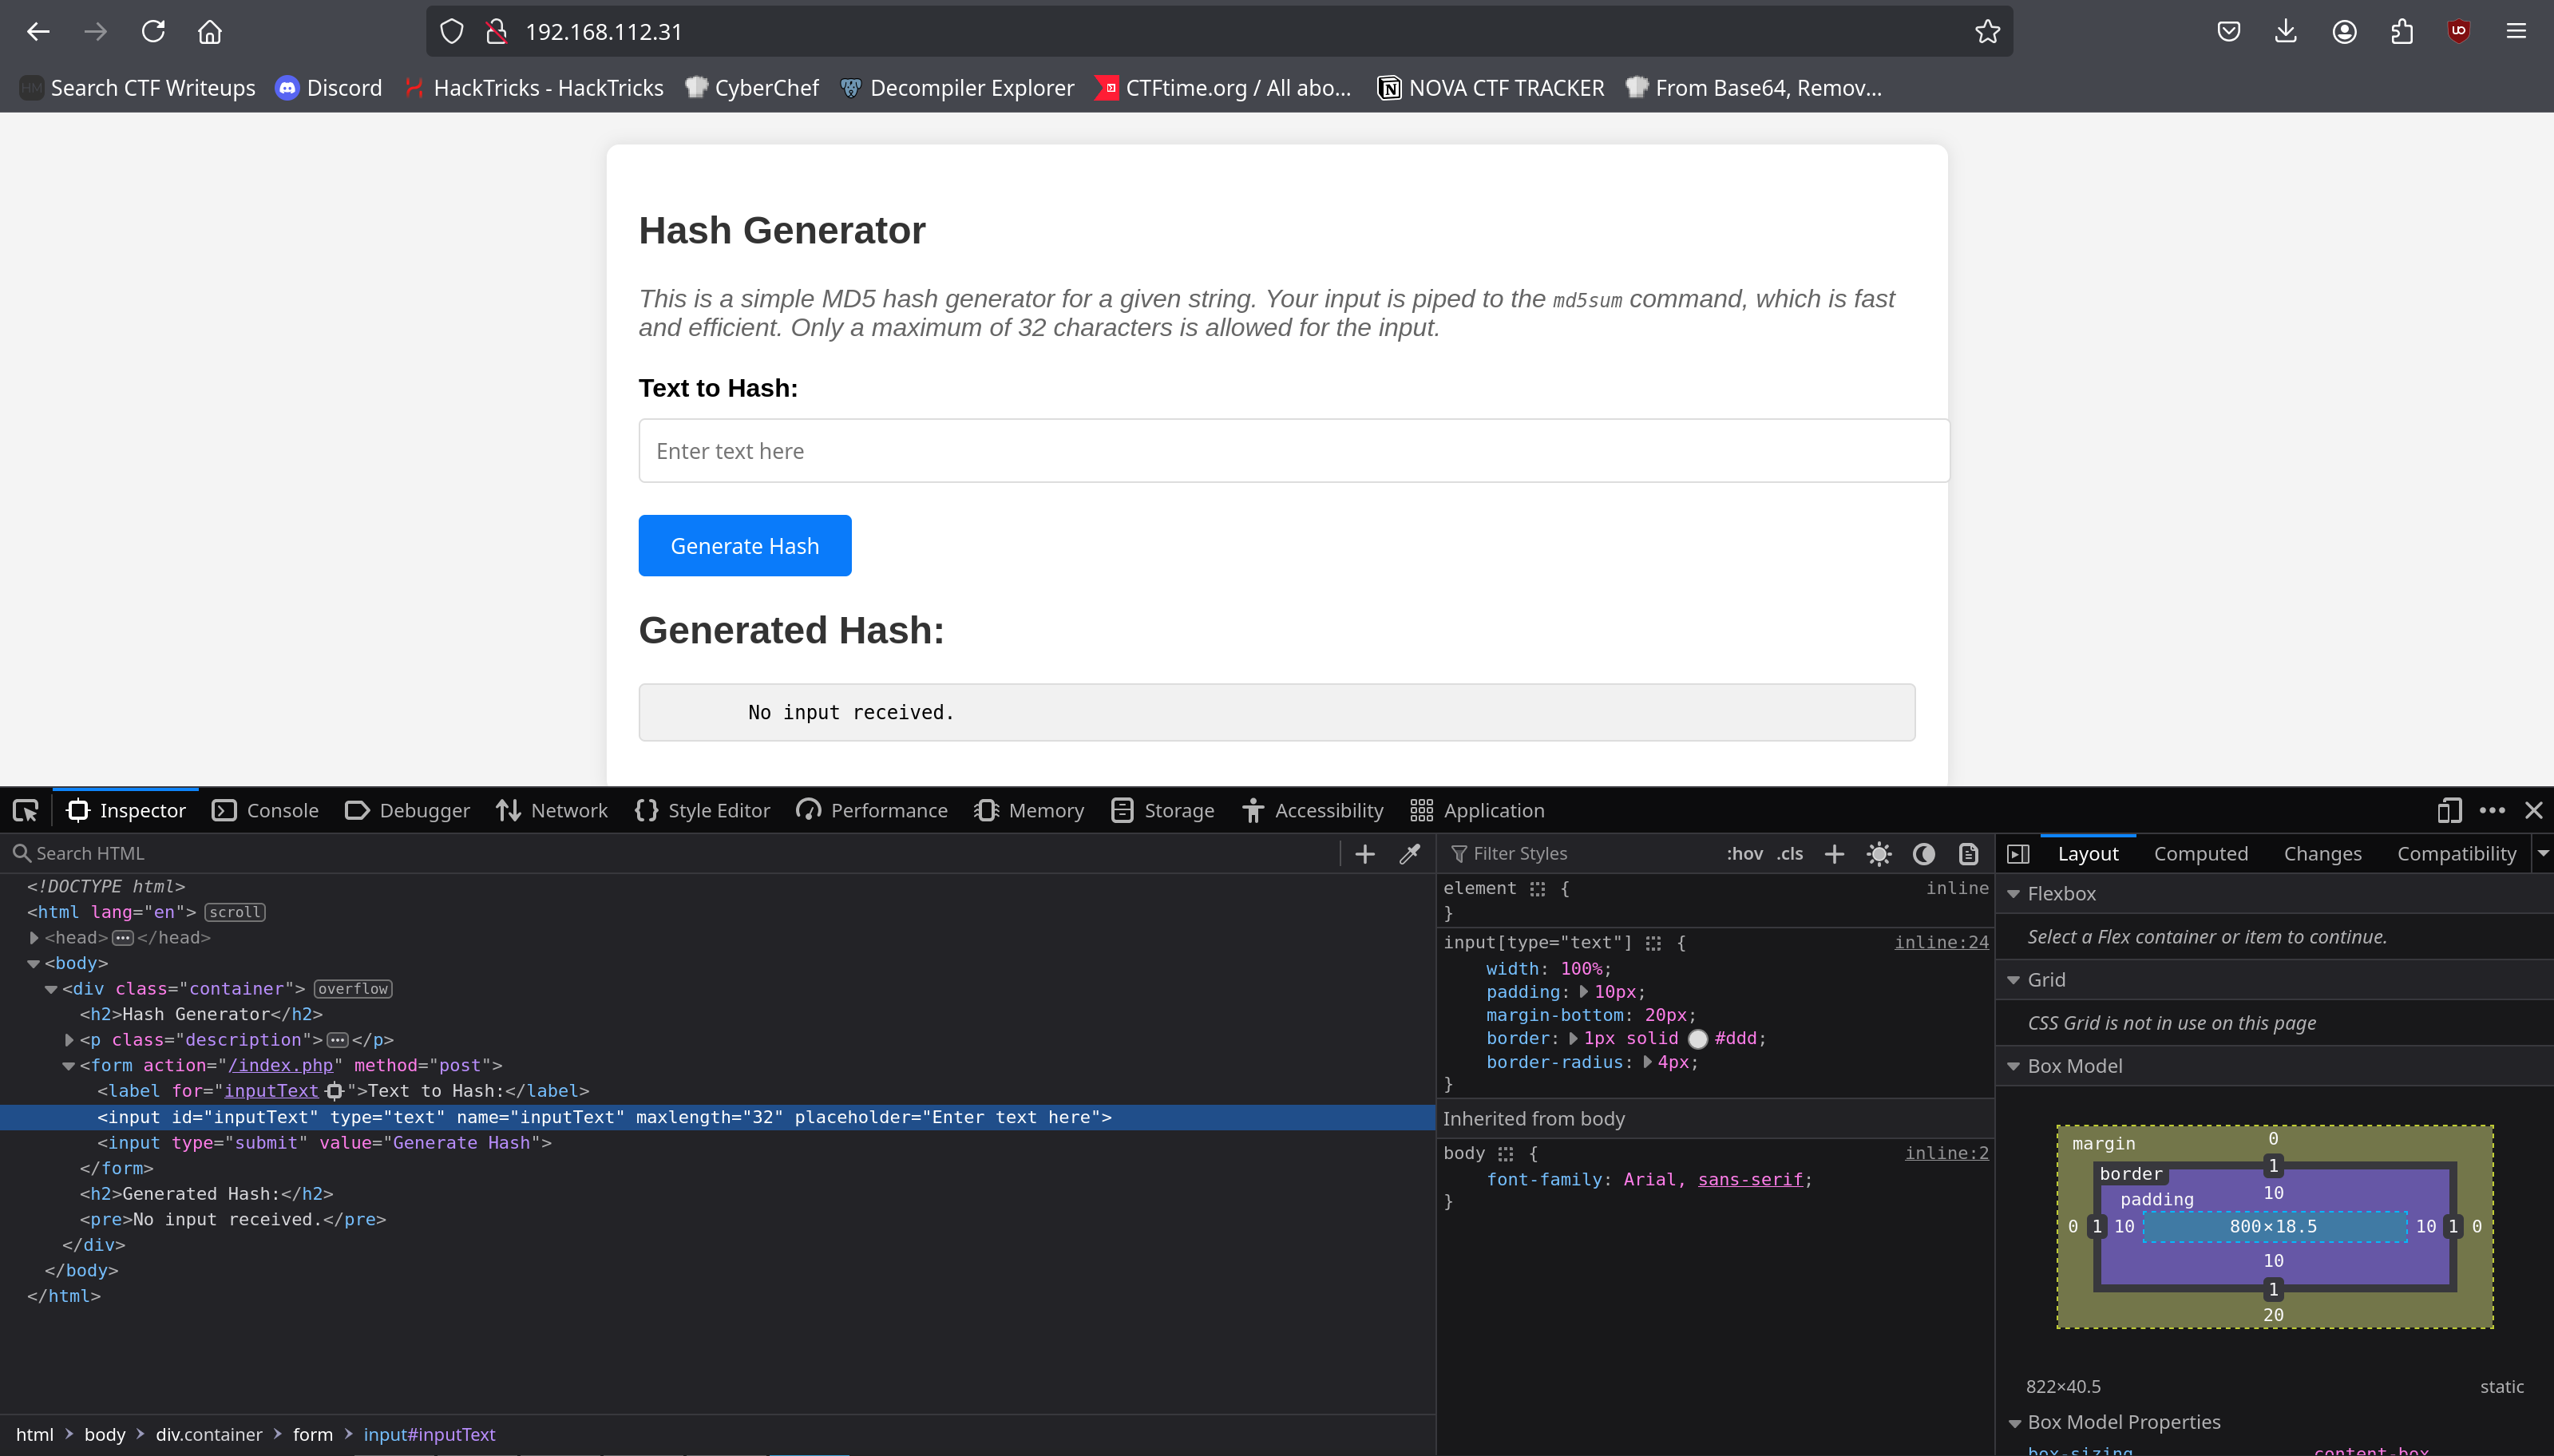 192.168.112.31
Search CTF Writeups Discord HackTricks - HackTricks CyberChef Decompiler Explorer CTFtime.org / All abo... NOVA CTF TRACKER From Base64, Remov...
Hash Generator
This is a simple MD5 hash generator for a given string. Your input is piped to the md5sum command, which is fast
and efficient. Only a maximum of 32 characters is allowed for the input.
Text to Hash:
Enter text here
Generate Hash
Generated Hash:
No input received.
Inspector Console Debugger Network Style Editor Performance Memory Storage Accessibility Application
Search HTML
<!DOCTYPE html>
<html lang="en"> scroll
<head> ••• </head>
<body>
<div class="container"> overflow
<h2>Hash Generator</h2>
<p class="description"> ••• </p>
<form action="/index.php" method="post">
<label for="inputText">Text to Hash:</label>
<input id="inputText" type="text" name="inputText" maxlength="32" placeholder="Enter text here">
<input type="submit" value="Generate Hash">
</form>
<h2>Generated Hash:</h2>
<pre>No input received.</pre>
</div>
</body>
</html>
html body div.container form input#inputText
Filter Styles :hov .cls
element { inline
}
input[type="text"] { inline:24
width: 100%;
padding: 10px;
margin-bottom: 20px;
border: 1px solid #ddd;
border-radius: 4px;
}
Inherited from body
body { inline:2
font-family: Arial, sans-serif;
}
Layout Computed Changes Compatibility
Flexbox
Select a Flex container or item to continue.
Grid
CSS Grid is not in use on this page
Box Model
margin 0
border 1
padding 10
0 1 10 800×18.5 10 1 0
10
1
20
822×40.5 static
Box Model Properties
box-sizing content-box